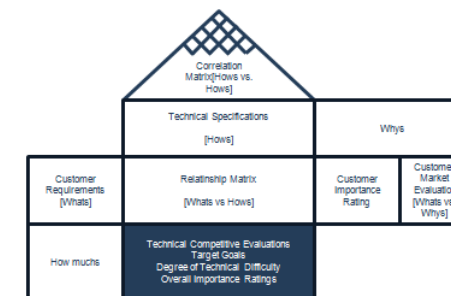 Correlation
Matrix[Hows vs.
Hows]
Technical Specifications
[Hows]
Whys
Customer
Requirements
[Whats]
Relatinship Matrix
[Whats vs Hows]
Customer
Importance
Rating
Custome
Market
Evaluatio
[Whats vs
Whys]
How muchs
Technical Competitive Evaluations
Target Goals
Degree of Technical Difficulty
Overall Importance Ratings